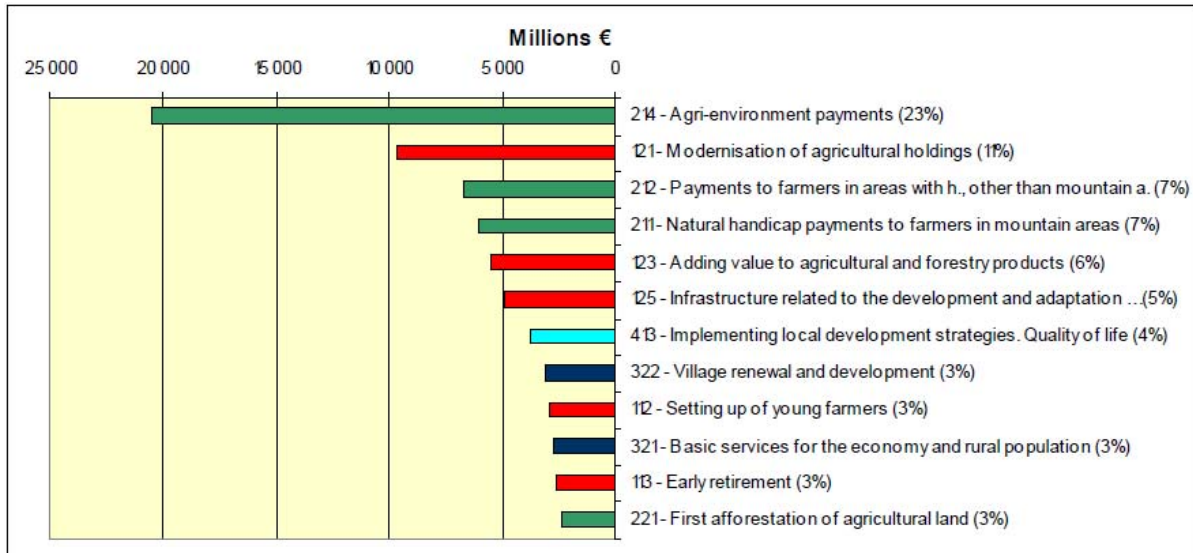 Millions €
25 000 20 000 15 000 10 000 5 000 0
214 - Agri-environment payments (23%)
121 - Modernisation of agricultural holdings (11%)
212 - Payments to farmers in areas with h., other than mountain a. (7%)
211 - Natural handicap payments to farmers in mountain areas (7%)
123 - Adding value to agricultural and forestry products (6%)
125 - Infrastructure related to the development and adaptation ...(5%)
413 - Implementing local development strategies. Quality of life (4%)
322 - Village renewal and development (3%)
112 - Setting up of young farmers (3%)
321 - Basic services for the economy and rural population (3%)
113 - Early retirement (3%)
221 - First afforestation of agricultural land (3%)